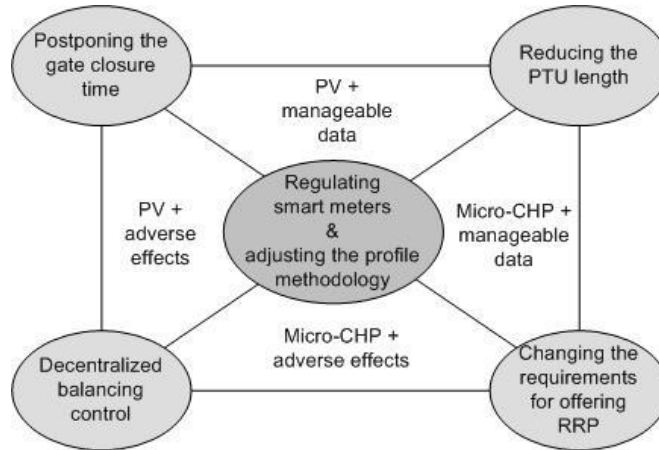 Postponing the
gate closure
time
Reducing the
PTU length
PV +
manageable
data
Regulating
smart meters
&
adjusting the profile
methodology
PV +
adverse
effects
Micro-CHP +
manageable
data
Micro-CHP +
adverse effects
Decentralized
balancing
control
Changing the
requirements
for offering
RRP